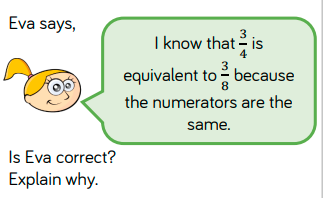 Eva says,
I know that 3/4 is
equivalent to 3/8 because
the numerators are the
same.
Is Eva correct?
Explain why.